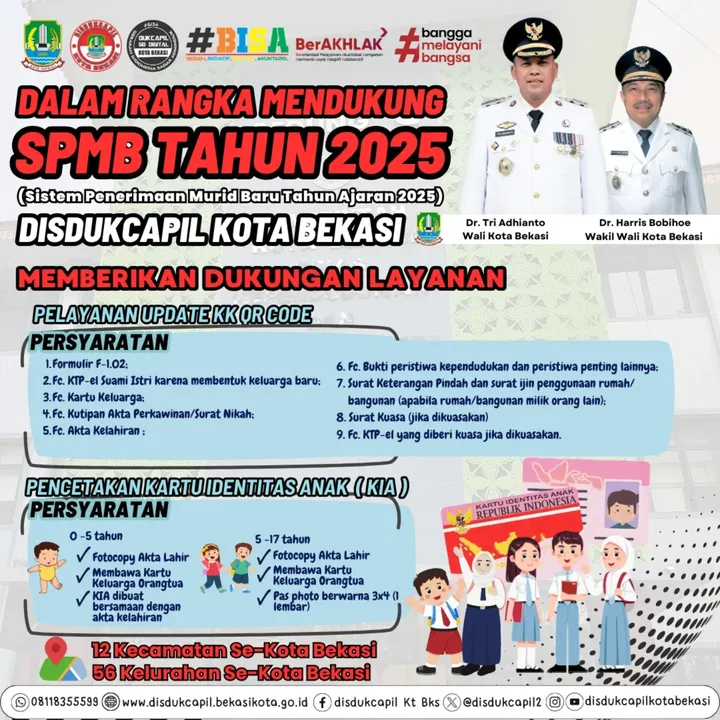 DUKCAPIL
GO DIGITAL
KOTA BEKASI
#BISA
BerAKHLAK
#bangga
melayani
bangsa
DALAM RANGKA MENDUKUNG
SPMB TAHUN 2025
(Sistem Penerimaan Murid Baru Tahun Ajaran 2025)
DISDUKCAPIL KOTA BEKASI
Dr. Tri Adhianto
Wali Kota Bekasi
Dr. Harris Bobihoe
Wakil Wali Kota Bekasi
MEMBERIKAN DUKUNGAN LAYANAN
PELAYANAN UPDATE KK QR CODE
PERSYARATAN
1.Formulir F-1.02;
2.Fc. KTP-el Suami Istri karena membentuk keluarga baru;
3.Fc. Kartu Keluarga;
4.Fc. Kutipan Akta Perkawinan/Surat Nikah;
5.Fc. Akta Kelahiran ;
6. Fc. Bukti peristiwa kependudukan dan peristiwa penting lainnya;
7. Surat Keterangan Pindah dan surat ijin penggunaan rumah/
bangunan (apabila rumah/bangunan milik orang lain);
8. Surat Kuasa (jika dikuasakan)
9. Fc. KTP-el yang diberi kuasa jika dikuasakan.
PENCETAKAN KARTU IDENTITAS ANAK ( KIA )
PERSYARATAN
0 -5 tahun
Fotocopy Akta Lahir
Membawa Kartu
Keluarga Orangtua
KIA dibuat
bersamaan dengan
akta kelahiran
5 -17 tahun
Fotocopy Akta Lahir
Membawa Kartu
Keluarga Orangtua
Pas photo berwarna 3x4 (1
lembar)
KARTU IDENTITAS ANAK
REPUBLIK INDONESIA
12 Kecamatan Se-Kota Bekasi
56 Kelurahan Se-Kota Bekasi
08118355599 www.disdukcapil.bekasikota.go.id disdukcapil Kt Bks @disdukcapil2 disdukcapilkotabekasi